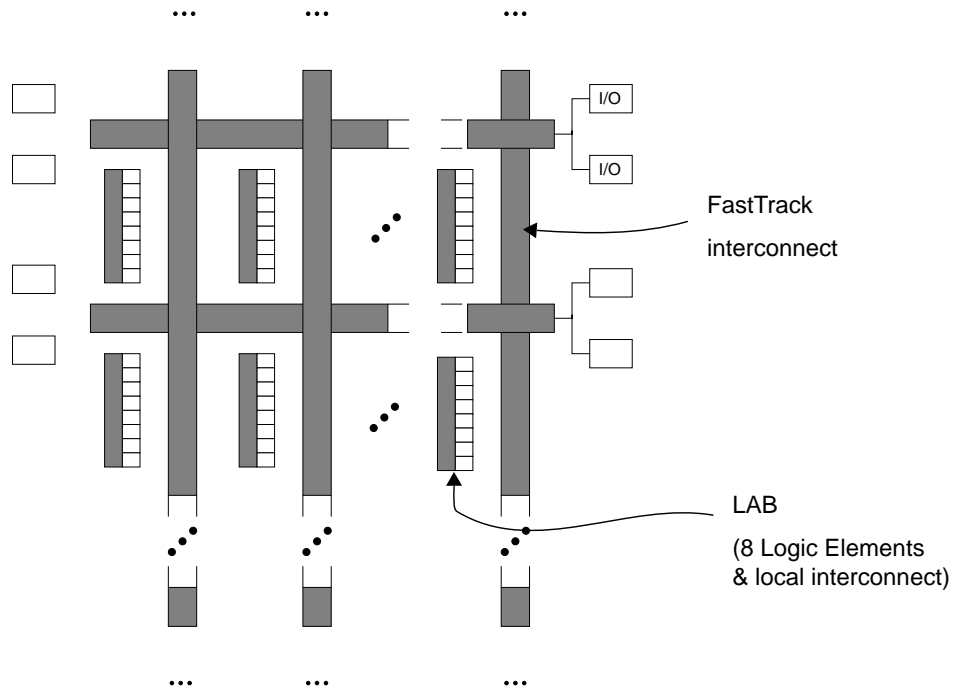 I/O
I/O
FastTrack
interconnect
LAB
(8 Logic Elements
& local interconnect)